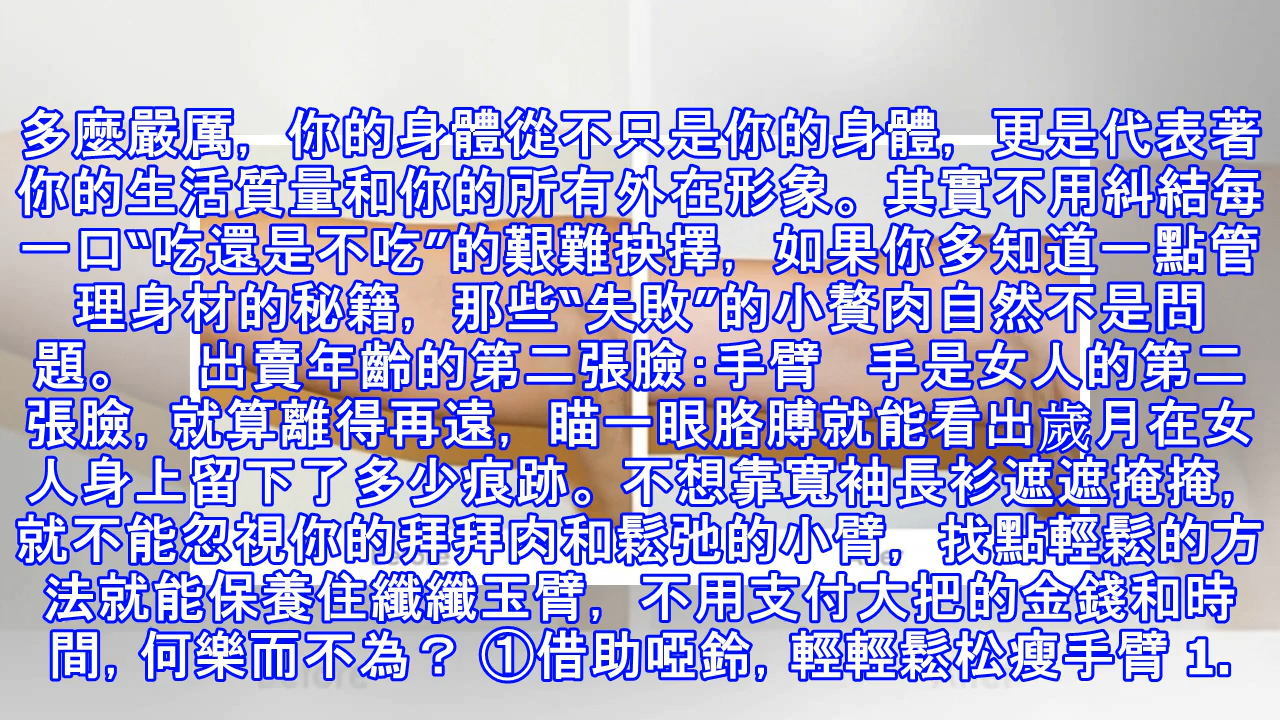 多麼嚴厲, 你的身體從不只是你的身體, 更是代表著
你的生活質量和你的所有外在形象。其實不用糾結每
一口“吃還是不吃”的艱難抉擇, 如果你多知道一點管
理身材的秘籍, 那些“失敗”的小贅肉自然不是問
題。 出賣年齡的第二張臉:手臂 手是女人的第二
張臉, 就算離得再遠, 瞄一眼胳膊就能看出歲月在女
人身上留下了多少痕跡。不想靠寬袖長衫遮遮掩掩,
就不能忽視你的拜拜肉和鬆弛的小臂, 找點輕鬆的方
法就能保養住纖纖玉臂, 不用支付大把的金錢和時
間, 何樂而不為？ ①借助啞鈴, 輕輕鬆松瘦手臂 1.
Before
After